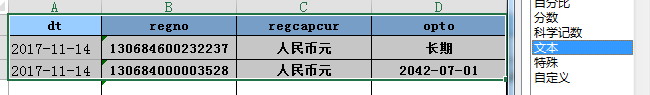 A B C D
dt regno regcapcur opto
2017-11-14 130684600232237 人民币元 长期
2017-11-14 130684000003528 人民币元 2042-07-01
百分比
分数
科学记数
文本
特殊
自定义